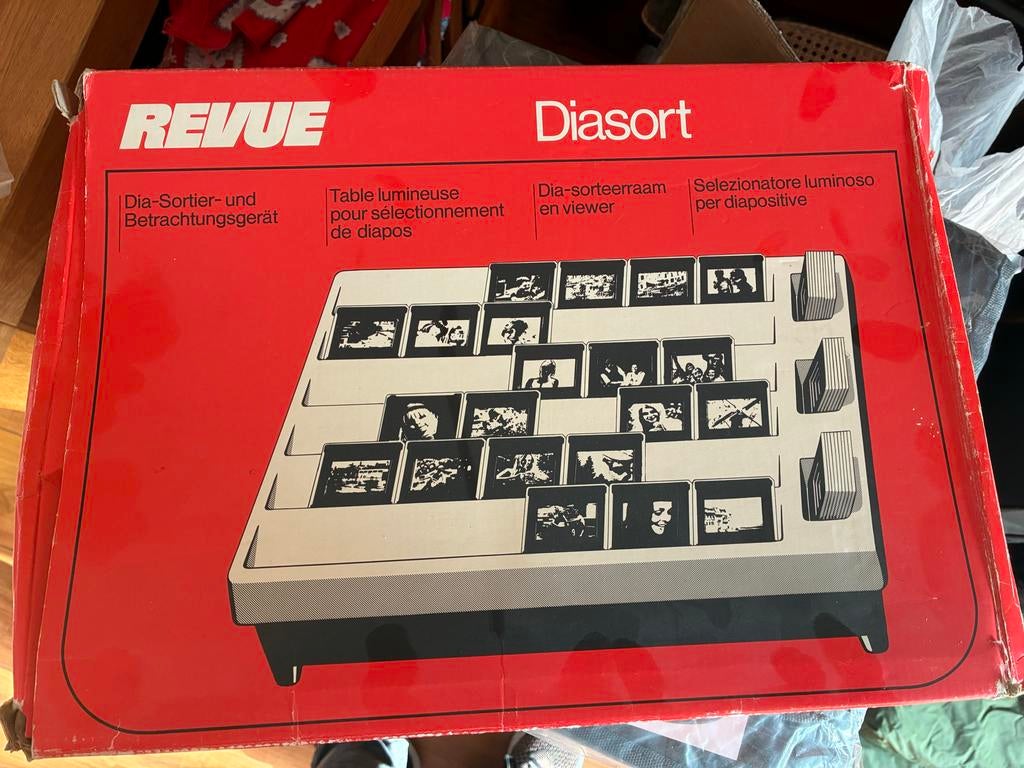 REVUE
Diasort
Dia-Sortier- und
Betrachtungsgerät
Table lumineuse
pour sélectionnement
de diapos
Dia-sorteerraam
en viewer
Selezionatore luminoso
per diapositive